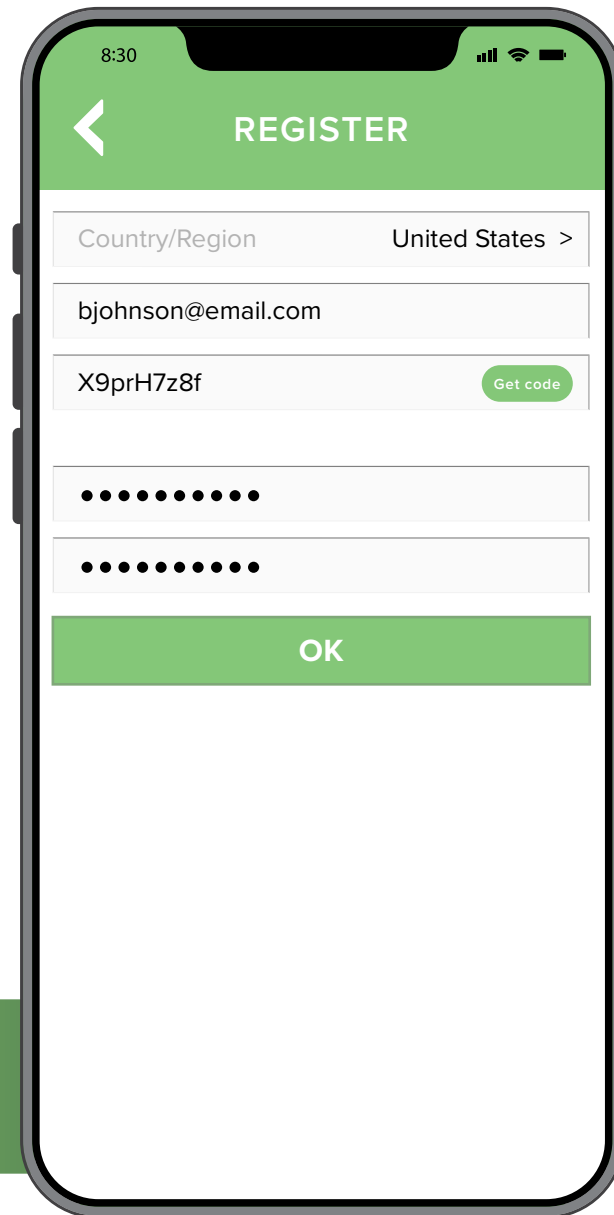 8:30
REGISTER
Country/Region United States >
bjohnson@email.com
X9prH7z8f Get code
●●●●●●●●●●
●●●●●●●●●●
OK